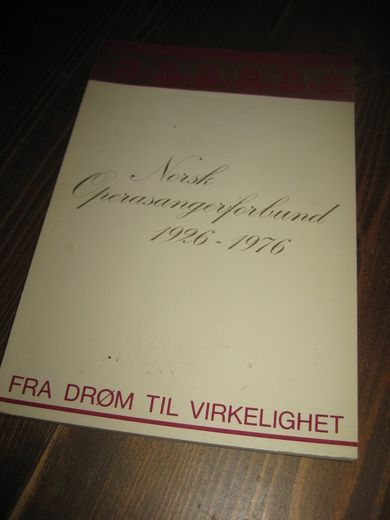 Norsk
Operasangerforbund
1926-1976
FRA DRØM TIL VIRKELIGHET